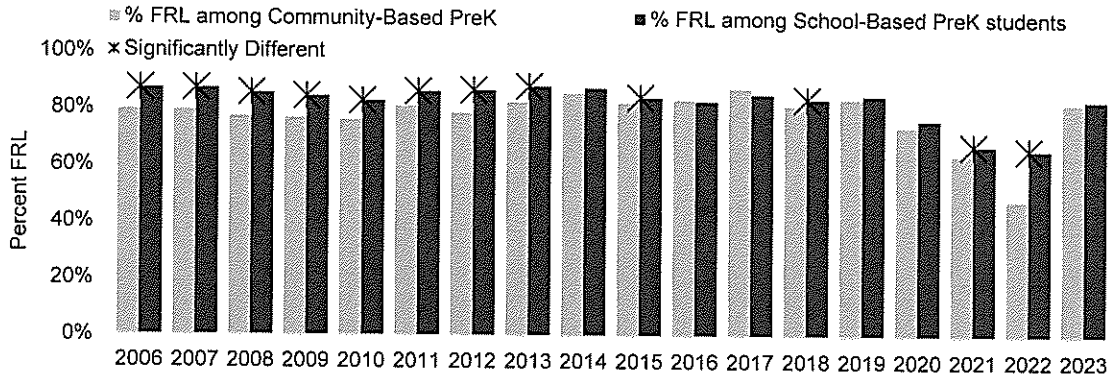 % FRL among Community-Based PreK
% FRL among School-Based PreK students
Significantly Different
100%
80%
60%
40%
20%
0%
Percent FRL
2006 2007 2008 2009 2010 2011 2012 2013 2014 2015 2016 2017 2018 2019 2020 2021 2022 2023